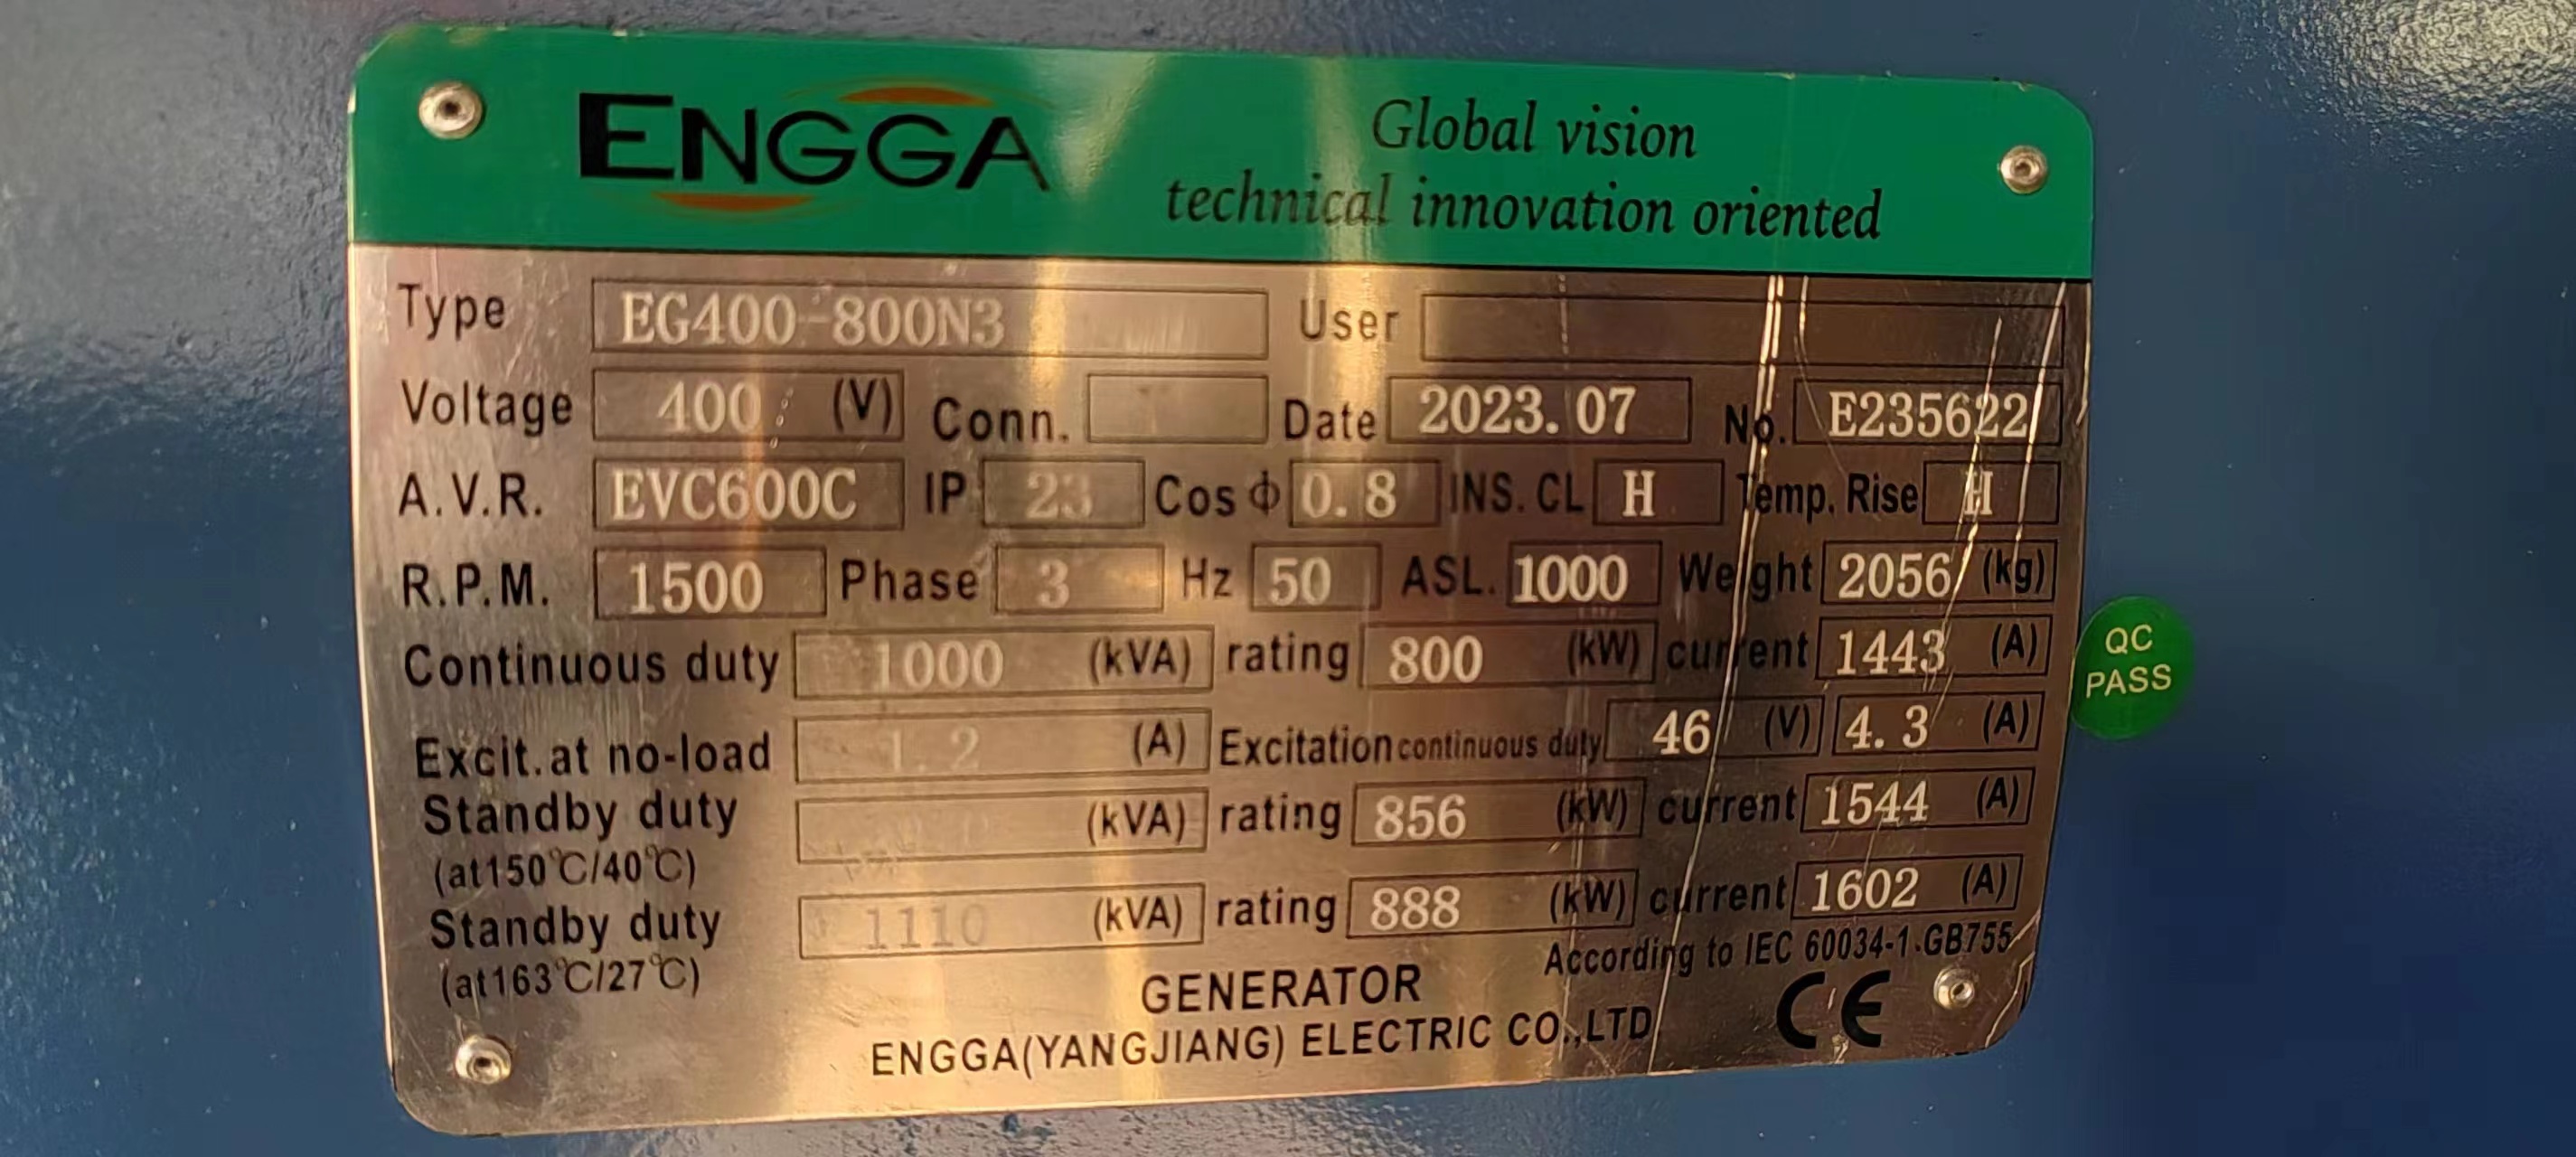 ENGGA
Global vision
technical innovation oriented
Type EG400-800N3 User
Voltage 400 (V) Conn. Date 2023.07 No. E235622
A.V.R. EVC600C IP 23 Cos ф 0.8 INS.CL H Temp. Rise H
R.P.M. 1500 Phase 3 Hz 50 ASL. 1000 Weight 2056 (kg)
Continuous duty 1000 (kVA) rating 800 (kW) current 1443 (A)
Excit.at no-load 1.2 (A) Excitation continuous duty 46 (V) 4.3 (A)
Standby duty (kVA) rating 856 (kW) current 1544 (A)
(at150℃/40℃)
Standby duty 1110 (kVA) rating 888 (kW) current 1602 (A)
(at163℃/27℃)
According to IEC 60034-1.GB755
GENERATOR
ENGGA(YANGJIANG) ELECTRIC CO.,LTD
CE
QC
PASS